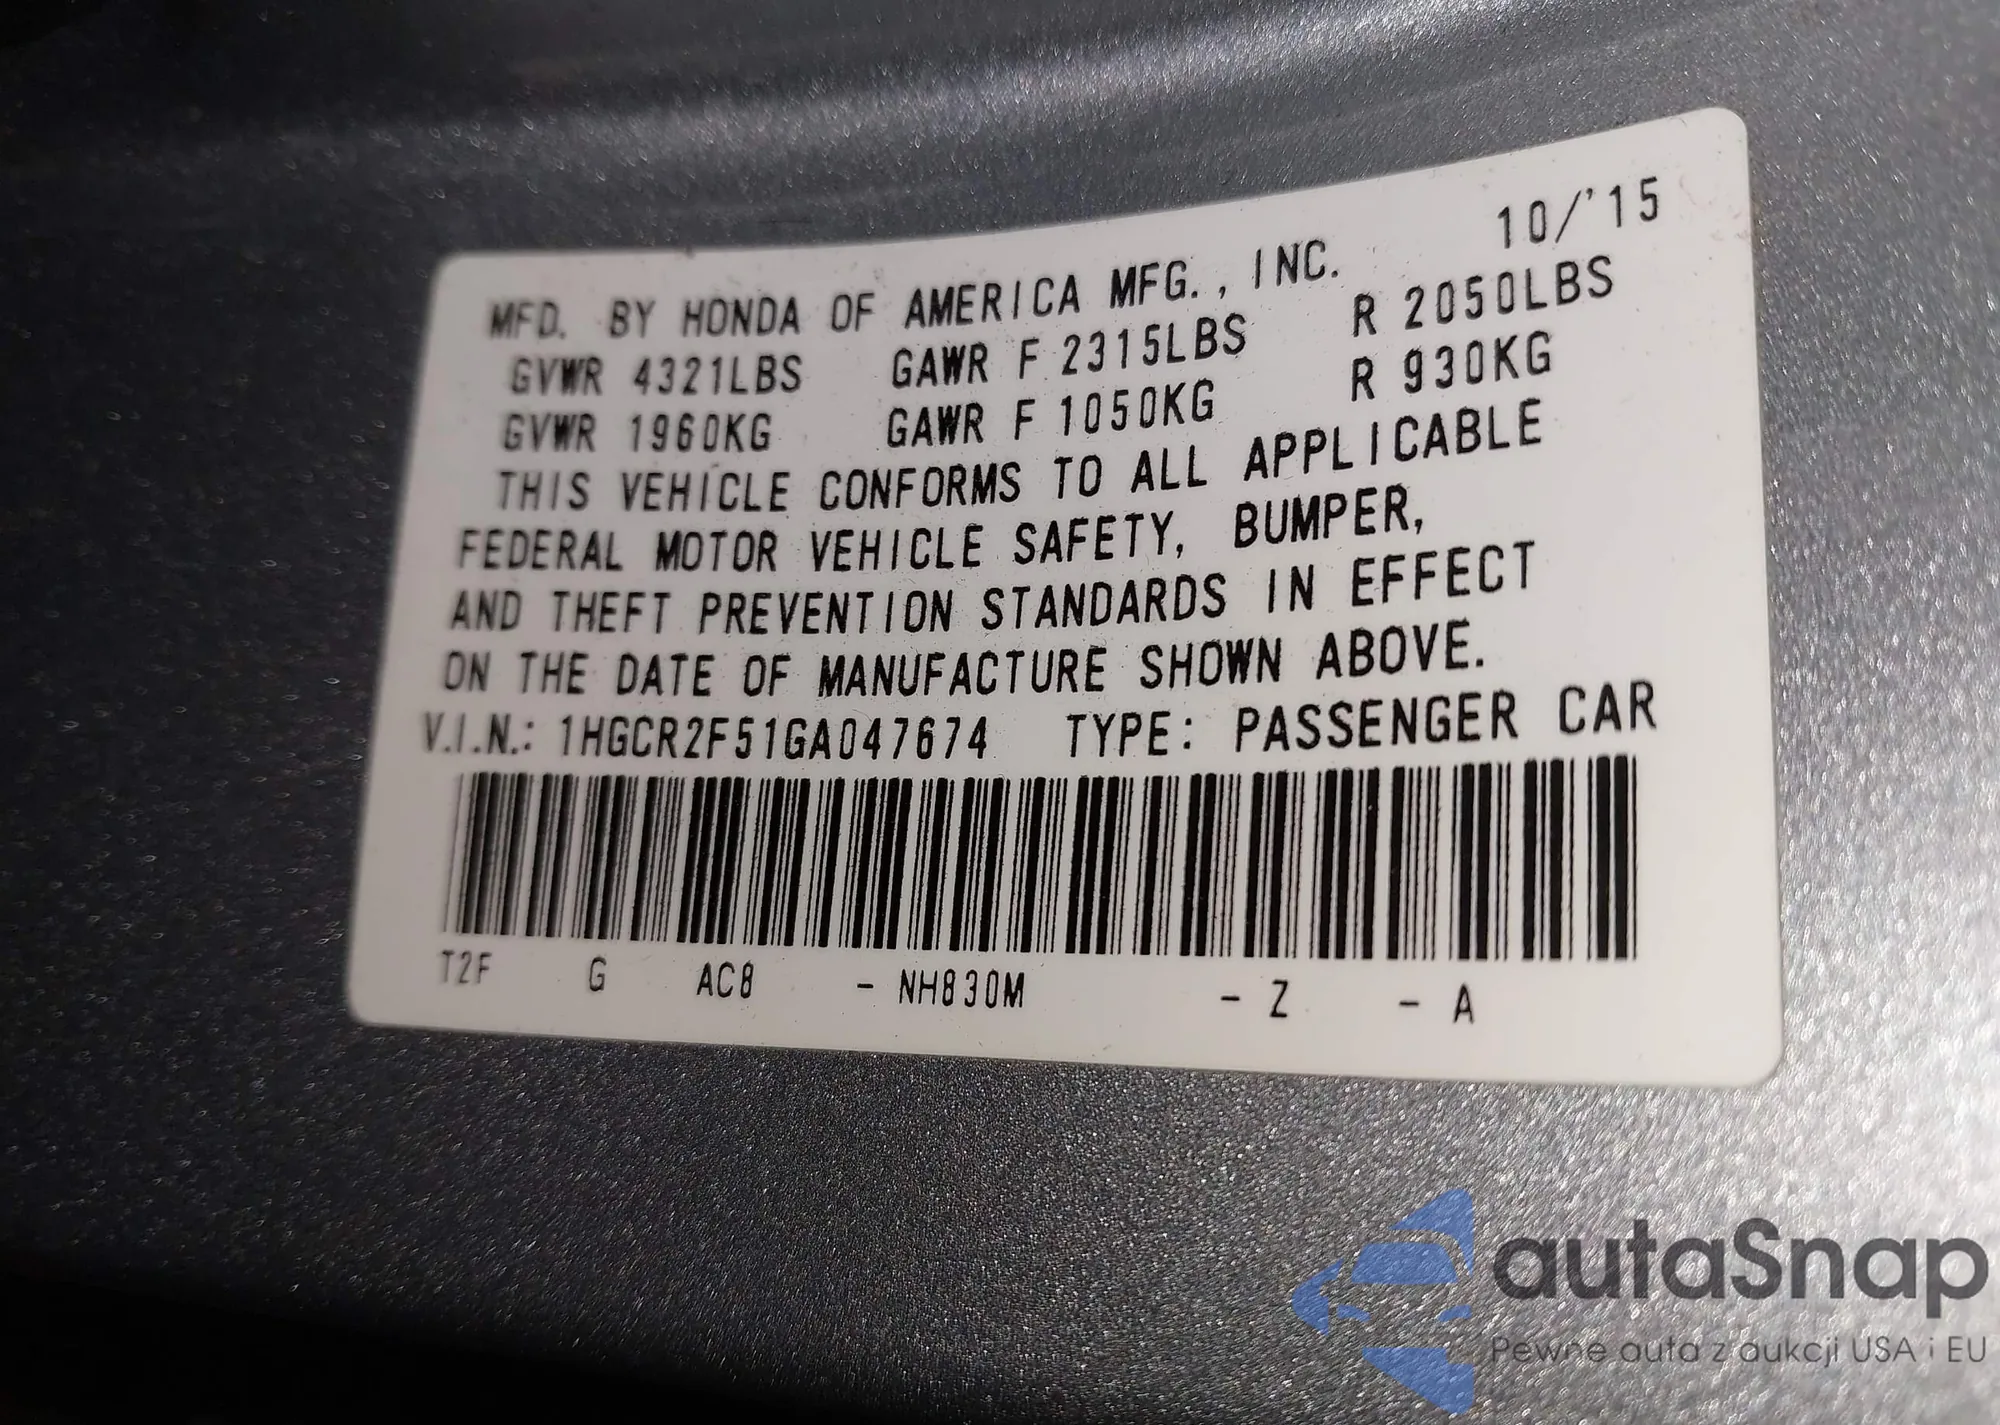 10/'15
MFD. BY HONDA OF AMERICA MFG., INC.
GVWR 4321LBS GAWR F 2315LBS R 2050LBS
GVWR 1960KG GAWR F 1050KG R 930KG
THIS VEHICLE CONFORMS TO ALL APPLICABLE
FEDERAL MOTOR VEHICLE SAFETY, BUMPER,
AND THEFT PREVENTION STANDARDS IN EFFECT
ON THE DATE OF MANUFACTURE SHOWN ABOVE.
V.I.N.: 1HGCR2F51GA047674 TYPE: PASSENGER CAR
T2F G AC8 - NH830M - Z - A
autaSnap
Pewne auta z aukcji USA i EU